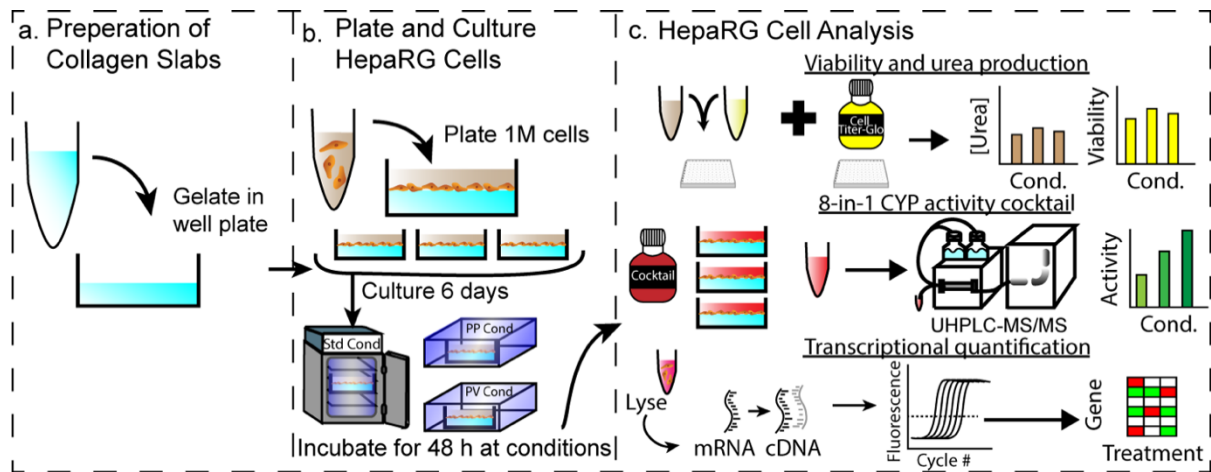 a. Preparation of
Collagen Slabs
Gelate in
well plate
b. Plate and Culture
HepaRG Cells
Plate 1M cells
Culture 6 days
Std Cond
PP Cond
PV Cond
Incubate for 48 h at conditions
c. HepaRG Cell Analysis
Viability and urea production
Cell
Titer-Glo
[Urea]
Cond.
Viability
Cond.
8-in-1 CYP activity cocktail
Cocktail
UHPLC-MS/MS
Activity
Cond.
Transcriptional quantification
Lyse
mRNA
cDNA
Fluorescence
Cycle #
Gene
Treatment